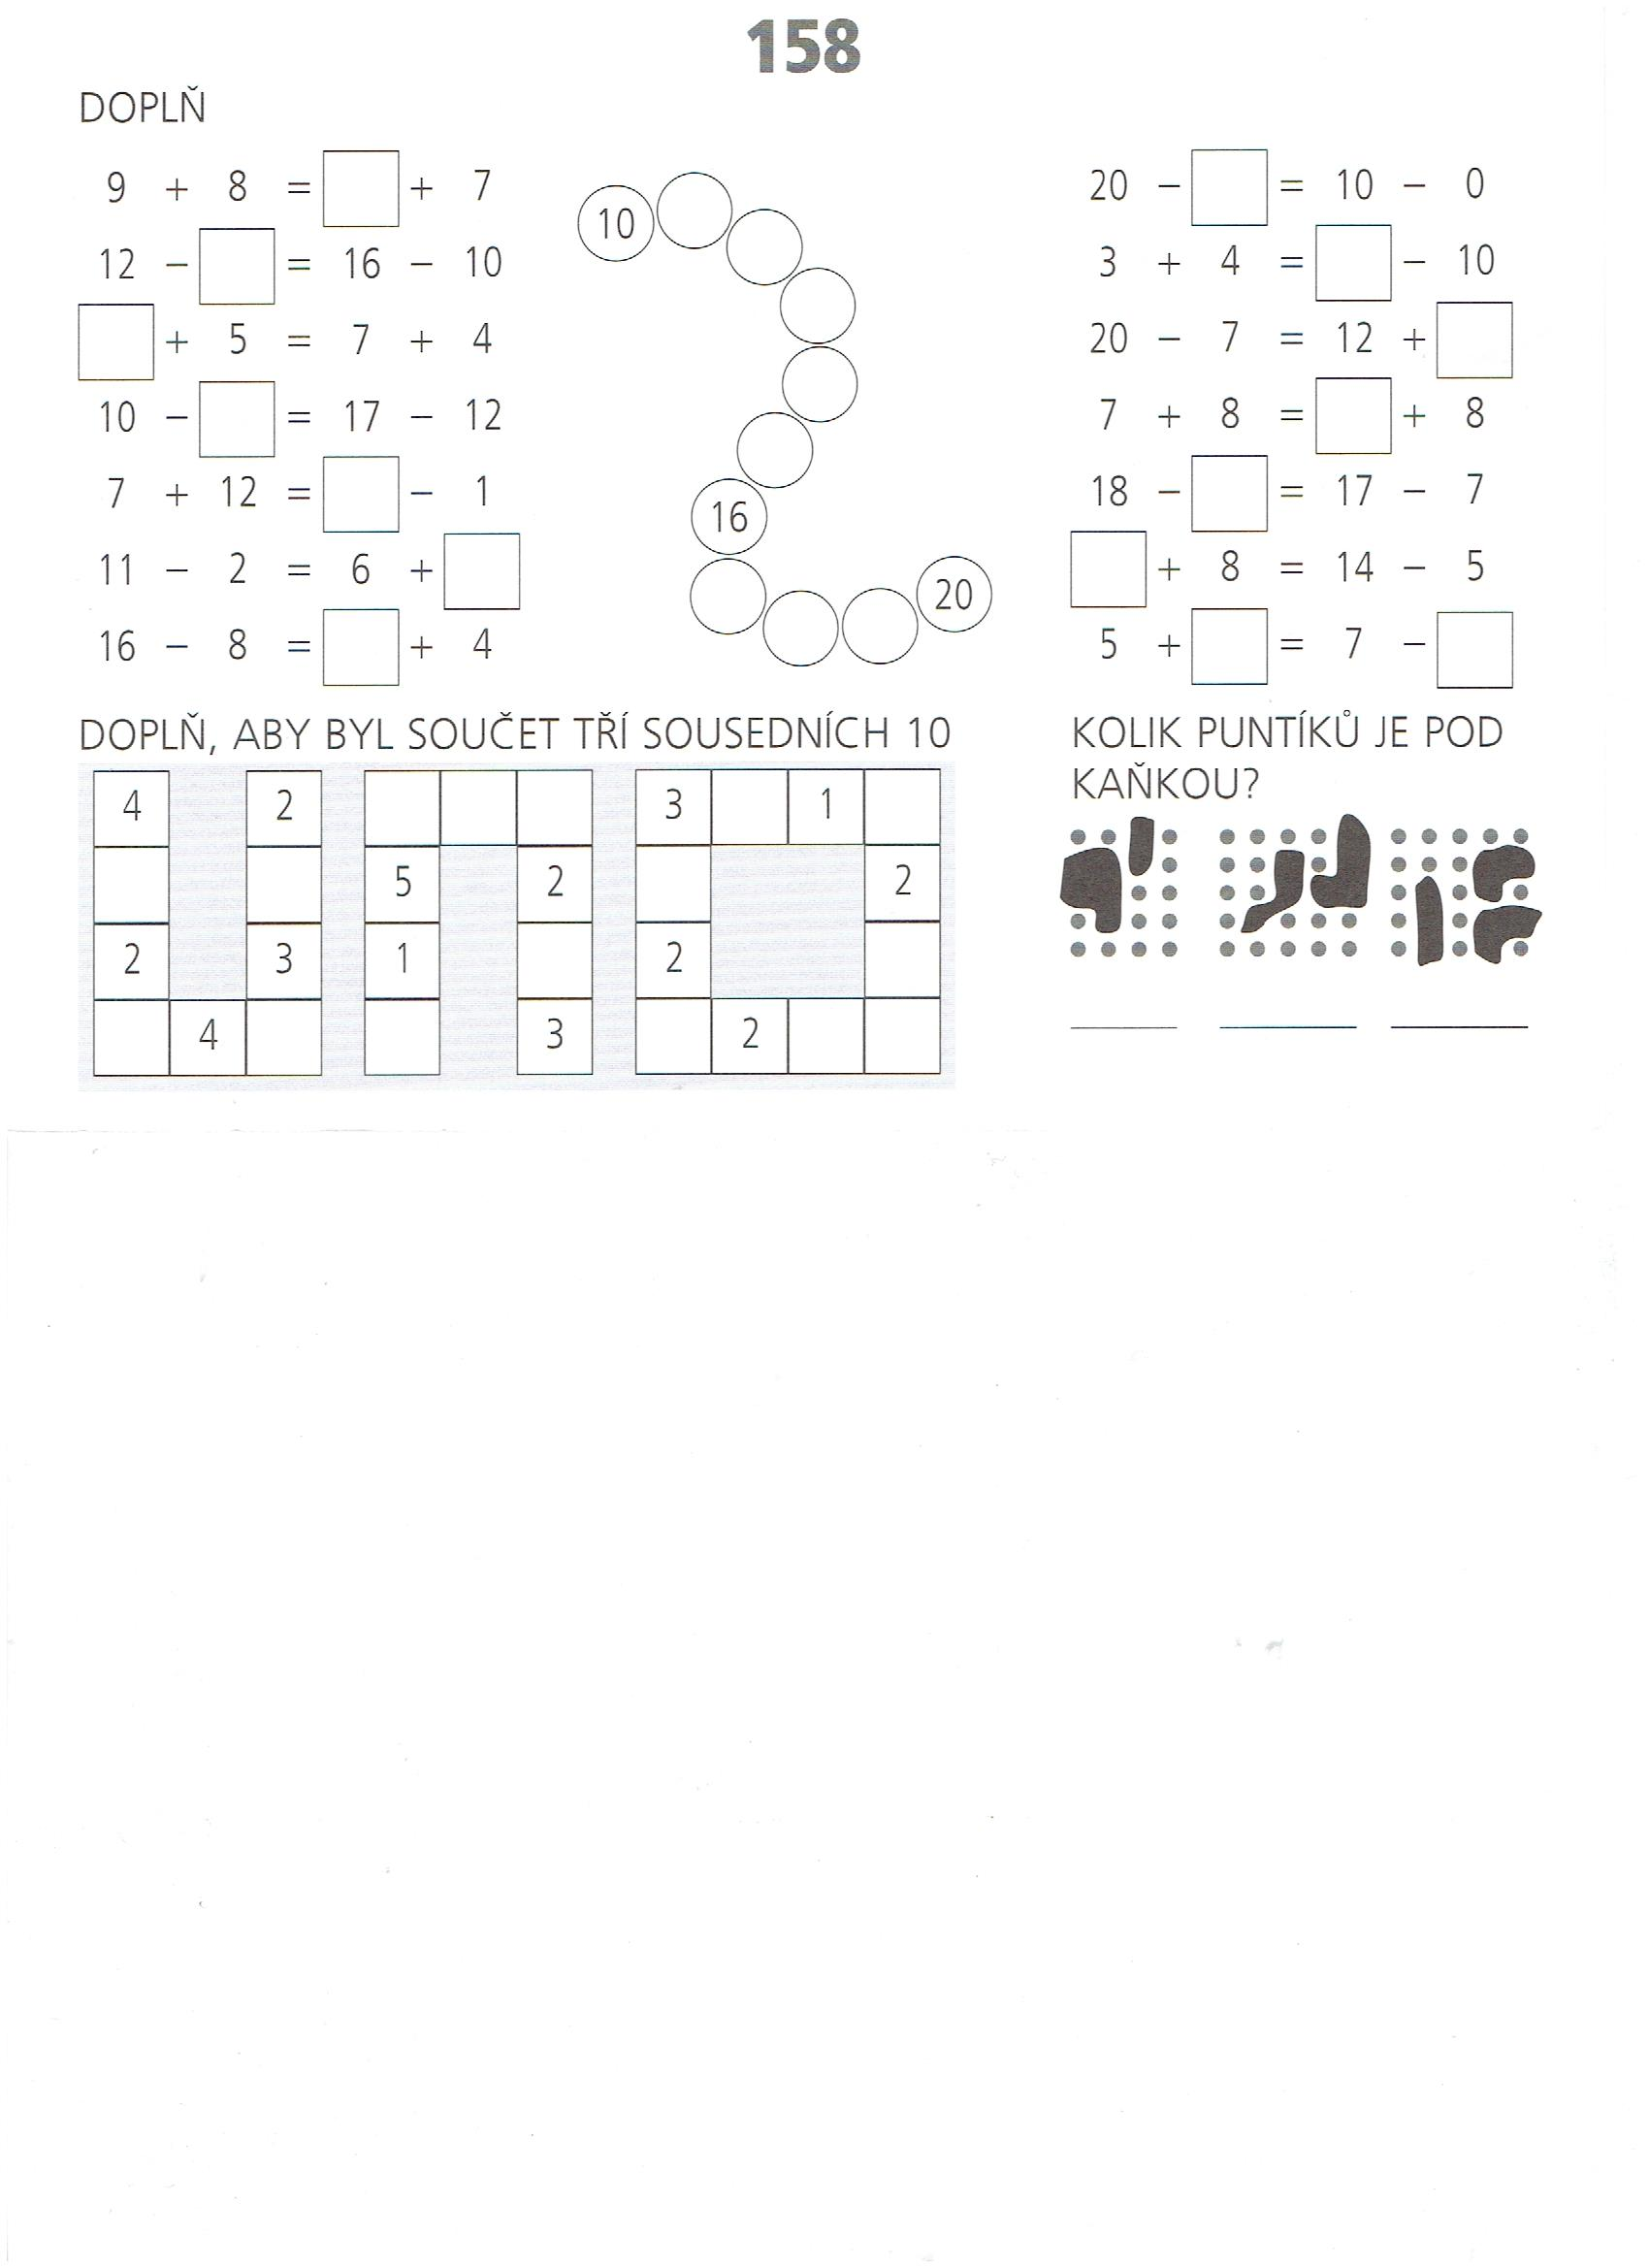 158
DOPLŇ
9 + 8 = + 7
12 − = 16 − 10
+ 5 = 7 + 4
10 − = 17 − 12
7 + 12 = − 1
11 − 2 = 6 +
16 − 8 = + 4
10
16
20
20 − = 10 − 0
3 + 4 = − 10
20 − 7 = 12 +
7 + 8 = + 8
18 − = 17 − 7
+ 8 = 14 − 5
5 + = 7 −
DOPLŇ, ABY BYL SOUČET TŘÍ SOUSEDNÍCH 10
4 2
2 3
4
5 2
1
3
3 1
2
2
2
KOLIK PUNTÍKŮ JE POD
KAŇKOU?